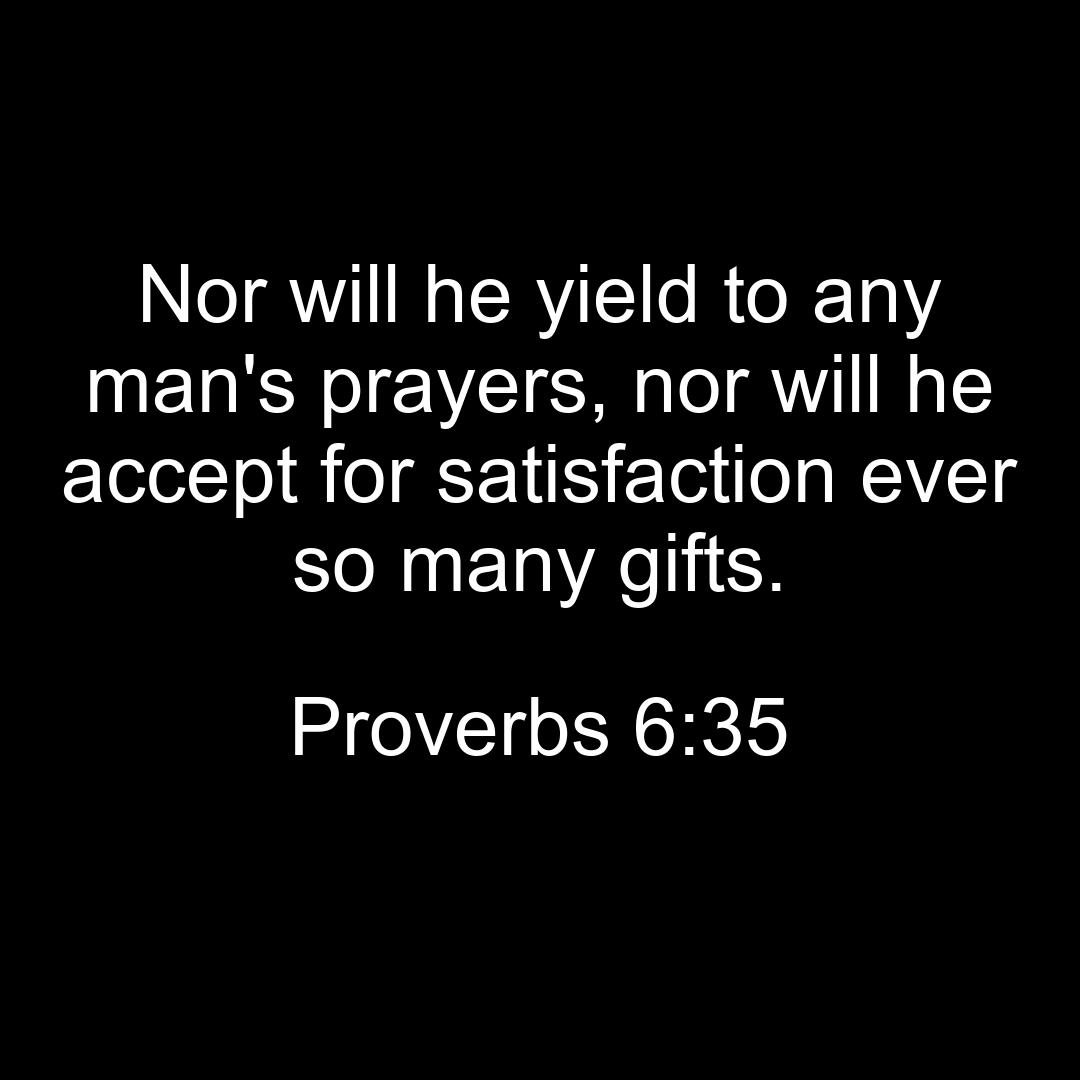 Nor will he yield to any
man's prayers, nor will he
accept for satisfaction ever
so many gifts.
Proverbs 6:35